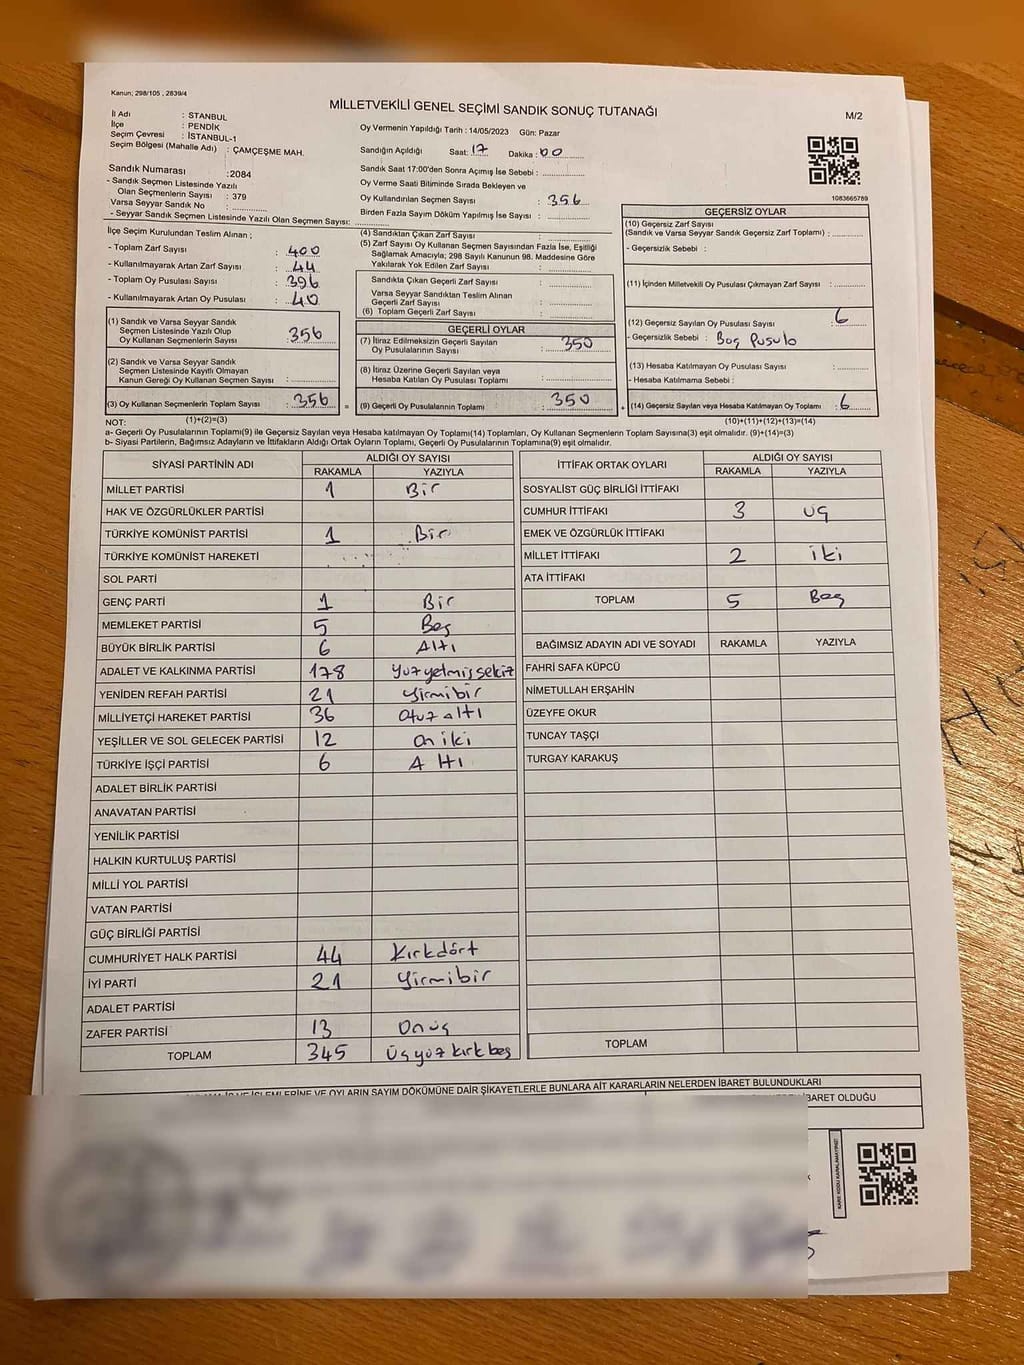 Kanun; 298/105 , 2839/4
MİLLETVEKİLİ GENEL SEÇİMİ SANDIK SONUÇ TUTANAĞI
M/2
İl Adı : İSTANBUL
İlçe : PENDİK
Seçim Çevresi : İSTANBUL-1
Seçim Bölgesi (Mahalle Adı) : ÇAMÇEŞME MAH.
Sandık Numarası :2084
- Sandık Seçmen Listesinde Yazılı
Olan Seçmenlerin Sayısı : 379
Varsa Seyyar Sandık No :
- Seyyar Sandık Seçmen Listesinde Yazılı Olan Seçmen Sayısı:
Oy Vermenin Yapıldığı Tarih : 14/05/2023 Gün: Pazar
Sandığın Açıldığı Saat: 17 Dakika : 00
Sandık Saat 17:00'den Sonra Açımış İse Sebebi :
Oy Verme Saati Bitiminde Sırada Bekleyen ve
Oy Kullandırılan Seçmen Sayısı : 356
Birden Fazla Sayım Döküm Yapılmış İse Sayısı :
1083665789
İlçe Seçim Kurulundan Teslim Alınan ;
- Toplam Zarf Sayısı : 400
- Kullanılmayarak Artan Zarf Sayısı : 44
- Toplam Oy Pusulası Sayısı : 396
- Kullanılmayarak Artan Oy Pusulası : 40
(1) Sandık ve Varsa Seyyar Sandık
Seçmen Listesinde Yazılı Olup
Oy Kullanan Seçmenlerin Sayısı : 356
(2) Sandık ve Varsa Seyyar Sandık
Seçmen Listesinde Kayıtlı Olmayan
Kanun Gereği Oy Kullanan Seçmen Sayısı :
(3) Oy Kullanan Seçmenlerin Toplam Sayısı : 356 =
(4) Sandıktan Çıkan Zarf Sayısı :
(5) Zarf Sayısı Oy Kullanan Seçmen Sayısından Fazla İse, Eşitliği
Sağlamak Amacıyla; 298 Sayılı Kanunun 98. Maddesine Göre
Yakılarak Yok Edilen Zarf Sayısı :
Sandıkta Çıkan Geçerli Zarf Sayısı :
Varsa Seyyar Sandıktan Teslim Alınan
Geçerli Zarf Sayısı :
(6) Toplam Geçerli Zarf Sayısı :
GEÇERLİ OYLAR
(7) İtiraz Edilmeksizin Geçerli Sayılan
Oy Pusulalarının Sayısı : 350
(8) İtiraz Üzerine Geçerli Sayılan veya
Hesaba Katılan Oy Pusulası Toplamı :
(9) Geçerli Oy Pusulalarının Toplamı : 350 +
GEÇERSİZ OYLAR
(10) Geçersiz Zarf Sayısı
(Sandık ve Varsa Seyyar Sandık Geçersiz Zarf Toplamı) :
- Geçersizlik Sebebi :
(11) İçinden Milletvekil Oy Pusulası Çıkmayan Zarf Sayısı :
(12) Geçersiz Sayılan Oy Pusulası Sayısı : 6
- Geçersizlik Sebebi : Boş Pusula
(13) Hesaba Katılmayan Oy Pusulası Sayısı :
- Hesaba Katılmama Sebebi :
(14) Geçersiz Sayılan veya Hesaba Katılmayan Oy Toplamı : 6
NOT: (1)+(2)=(3) (10)+(11)+(12)+(13)=(14)
a- Geçerli Oy Pusulalarının Toplamı(9) ile Geçersiz Sayılan veya Hesaba katılmayan Oy Toplamı(14) Toplamları, Oy Kullanan Seçmenlerin Toplam Sayısına(3) eşit olmalıdır. (9)+(14)=(3)
b- Siyasi Partilerin, Bağımsız Adayların ve İttifakların Aldığı Ortak Oyların Toplamı, Geçerli Oy Pusulalarının Toplamına(9) eşit olmalıdır.
SİYASİ PARTİNİN ADI ALDIĞI OY SAYISI
RAKAMLA YAZIYLA
MİLLET PARTİSİ 1 Bir
HAK VE ÖZGÜRLÜKLER PARTİSİ
TÜRKİYE KOMÜNİST PARTİSİ 1 Bir
TÜRKİYE KOMÜNİST HAREKETİ
SOL PARTİ
GENÇ PARTİ 1 Bir
MEMLEKET PARTİSİ 5 Beş
BÜYÜK BİRLİK PARTİSİ 6 Altı
ADALET VE KALKINMA PARTİSİ 178 Yüzyetmişsekiz
YENİDEN REFAH PARTİSİ 21 Yirmibir
MİLLİYETÇİ HAREKET PARTİSİ 36 Otuz altı
YEŞİLLER VE SOL GELECEK PARTİSİ 12 on iki
TÜRKİYE İŞÇİ PARTİSİ 6 Altı
ADALET BİRLİK PARTİSİ
ANAVATAN PARTİSİ
YENİLİK PARTİSİ
HALKIN KURTULUŞ PARTİSİ
MİLLİ YOL PARTİSİ
VATAN PARTİSİ
GÜÇ BİRLİĞİ PARTİSİ
CUMHURİYET HALK PARTİSİ 44 Kırkdört
İYİ PARTİ 21 Yirmibir
ADALET PARTİSİ
ZAFER PARTİSİ 13 Onüç
TOPLAM 345 Üçyüzkırkbeş
İTTİFAK ORTAK OYLARI ALDIĞI OY SAYISI
RAKAMLA YAZIYLA
SOSYALİST GÜÇ BİRLİĞİ İTTİFAKI
CUMHUR İTTİFAKI 3 üç
EMEK VE ÖZGÜRLÜK İTTİFAKI
MİLLET İTTİFAKI 2 iki
ATA İTTİFAKI
TOPLAM 5 Beş
BAĞIMSIZ ADAYIN ADI VE SOYADI RAKAMLA YAZIYLA
FAHRİ SAFA KÜPCÜ
NİMETULLAH ERŞAHİN
ÜZEYFE OKUR
TUNCAY TAŞÇI
TURGAY KARAKUŞ
TOPLAM
İŞLEMLERİNE VE OYLARIN SAYIM DÖKÜMÜNE DAİR ŞİKAYETLERLE BUNLARA AİT KARARLARIN NELERDEN İBARET BULUNDUKLARI
İBARET OLDUĞU
KARE KODU KARALAMAYINIZ!